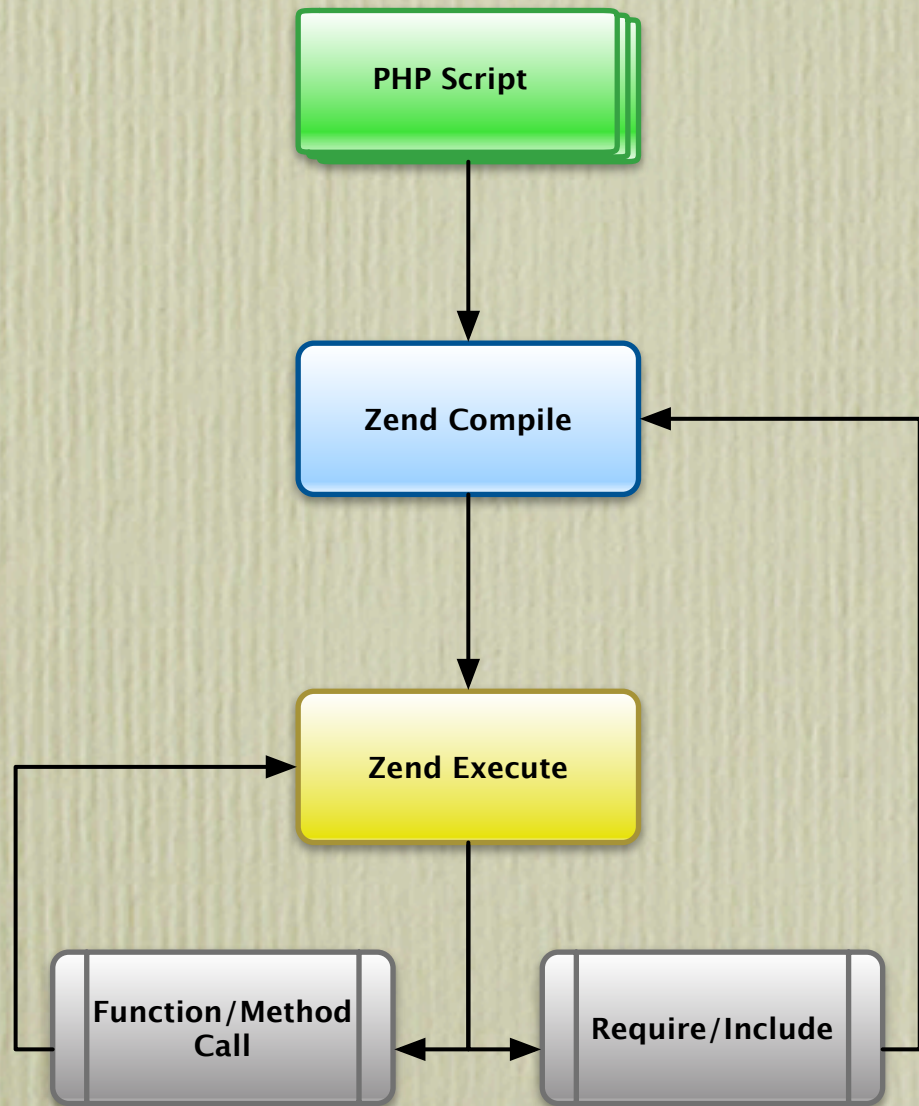 PHP Script
Zend Compile
Zend Execute
Function/Method
Call
Require/Include